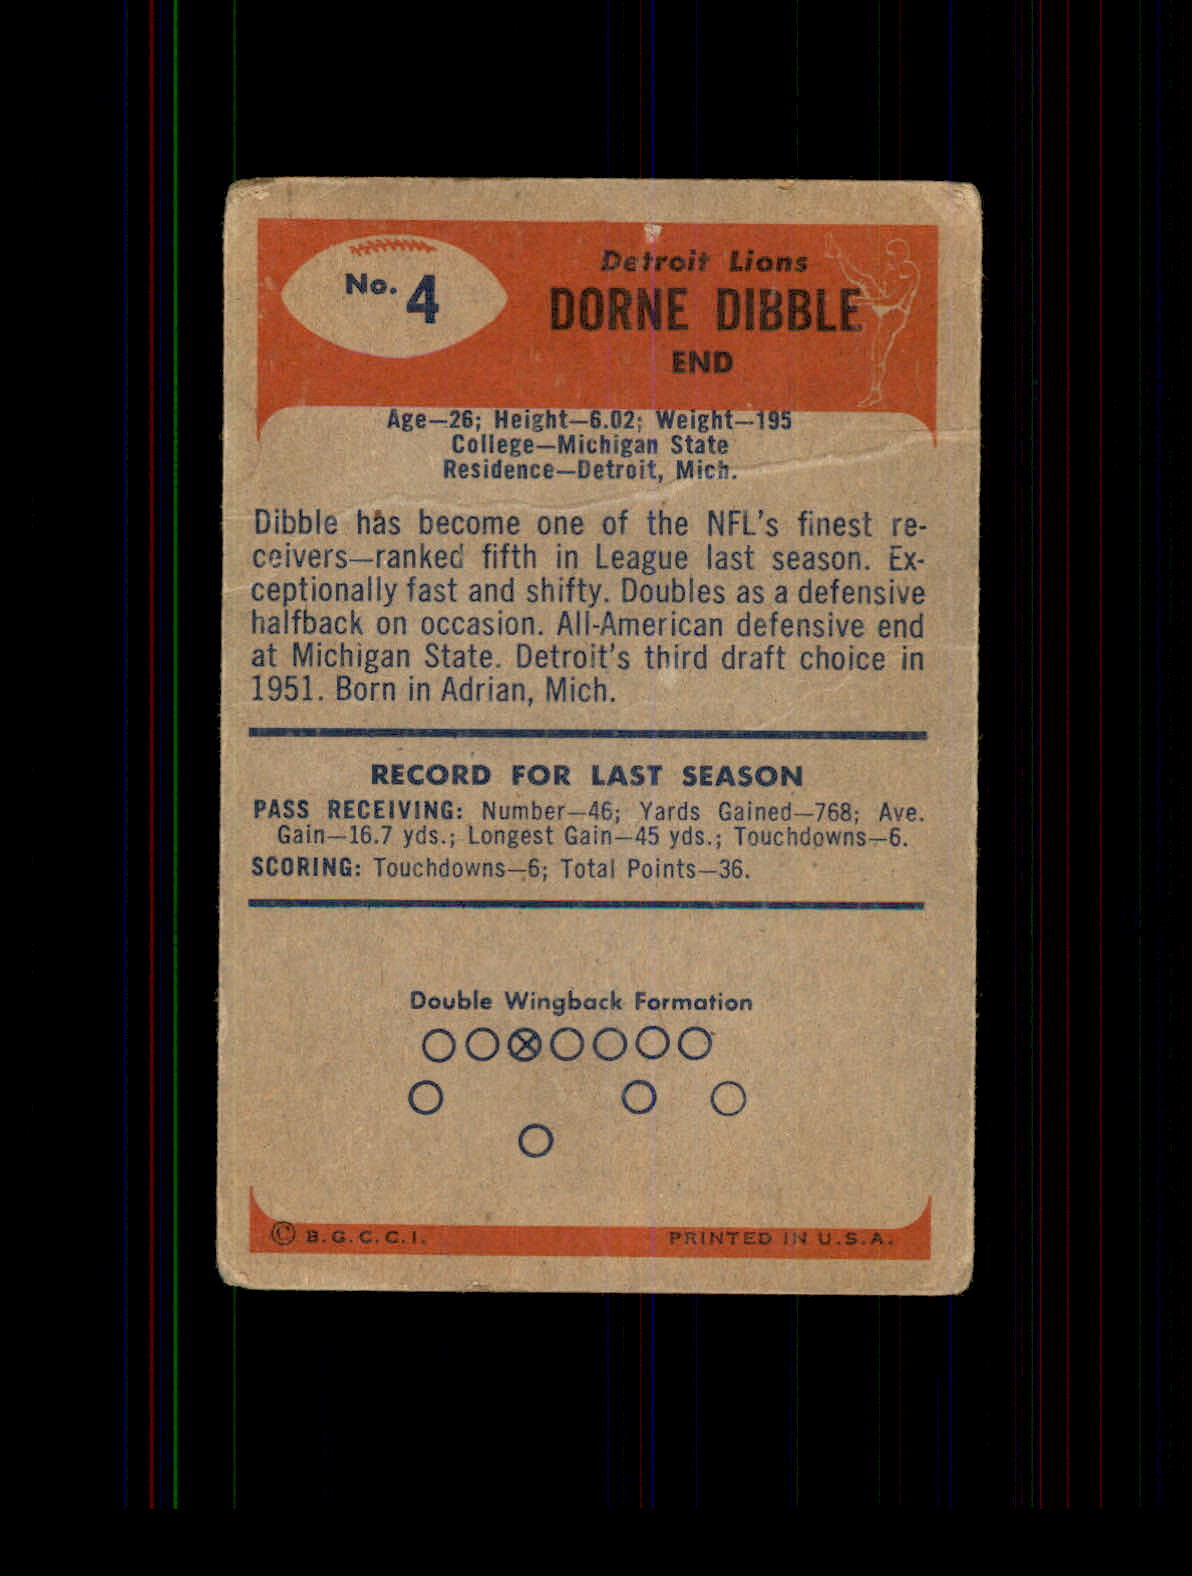 No. 4
Detroit Lions
DORNE DIBBLE
END
Age—26; Height—6.02; Weight—195
College—Michigan State
Residence—Detroit, Mich.
Dibble has become one of the NFL's finest re-
ceivers—ranked fifth in League last season. Ex-
ceptionally fast and shifty. Doubles as a defensive
halfback on occasion. All-American defensive end
at Michigan State. Detroit's third draft choice in
1951. Born in Adrian, Mich.
RECORD FOR LAST SEASON
PASS RECEIVING: Number—46; Yards Gained—768; Ave.
Gain—16.7 yds.; Longest Gain—45 yds.; Touchdowns—6.
SCORING: Touchdowns—6; Total Points—36.
Double Wingback Formation
© B.G.C.C.I. PRINTED IN U.S.A.